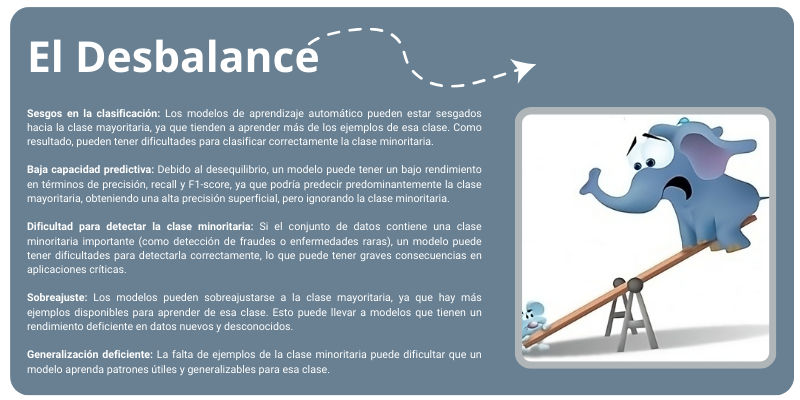 El Desbalance
Sesgos en la clasificación: Los modelos de aprendizaje automático pueden estar sesgados
hacia la clase mayoritaria, ya que tienden a aprender más de los ejemplos de esa clase. Como
resultado, pueden tener dificultades para clasificar correctamente la clase minoritaria.
Baja capacidad predictiva: Debido al desequilibrio, un modelo puede tener un bajo rendimiento
en términos de precisión, recall y F1-score, ya que podría predecir predominantemente la clase
mayoritaria, obteniendo una alta precisión superficial, pero ignorando la clase minoritaria.
Dificultad para detectar la clase minoritaria: Si el conjunto de datos contiene una clase
minoritaria importante (como detección de fraudes o enfermedades raras), un modelo puede
tener dificultades para detectarla correctamente, lo que puede tener graves consecuencias en
aplicaciones críticas.
Sobreajuste: Los modelos pueden sobreajustarse a la clase mayoritaria, ya que hay más
ejemplos disponibles para aprender de esa clase. Esto puede llevar a modelos que tienen un
rendimiento deficiente en datos nuevos y desconocidos.
Generalización deficiente: La falta de ejemplos de la clase minoritaria puede dificultar que un
modelo aprenda patrones útiles y generalizables para esa clase.